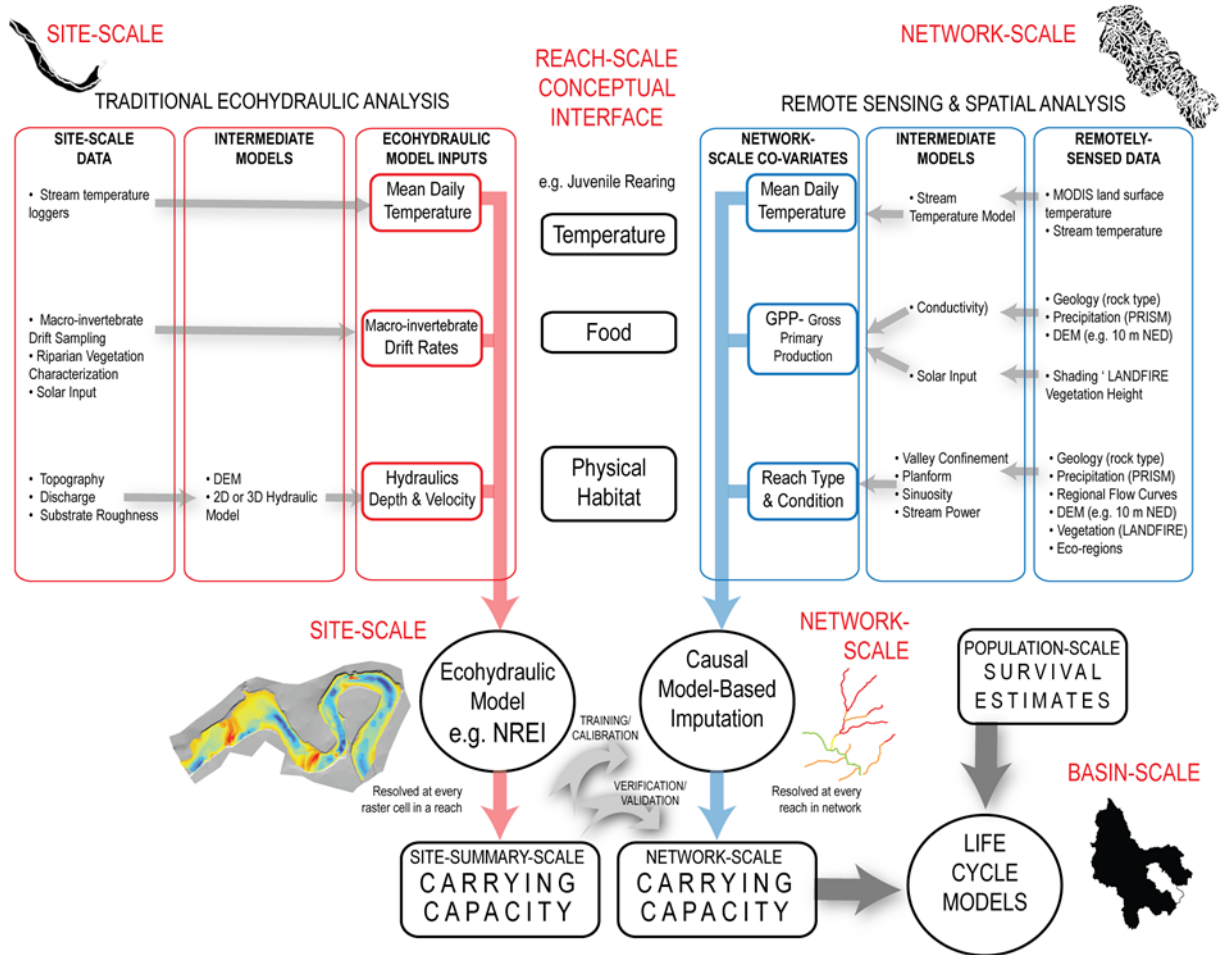 SITE-SCALE
NETWORK-SCALE
REACH-SCALE
CONCEPTUAL
INTERFACE
TRADITIONAL ECOHYDRAULIC ANALYSIS
REMOTE SENSING & SPATIAL ANALYSIS
SITE-SCALE
DATA
INTERMEDIATE
MODELS
ECOHYDRAULIC
MODEL INPUTS
NETWORK-
SCALE CO-VARIATES
INTERMEDIATE
MODELS
REMOTELY-
SENSED DATA
• Stream temperature
loggers
Mean Daily
Temperature
e.g. Juvenile Rearing
Temperature
Mean Daily
Temperature
• Stream
Temperature Model
• MODIS land surface
temperature
• Stream temperature
• Macro-invertebrate
Drift Sampling
• Riparian Vegetation
Characterization
• Solar Input
Macro-invertebrate
Drift Rates
Food
GPP- Gross
Primary
Production
• Conductivity)
• Solar Input
• Geology (rock type)
• Precipitation (PRISM)
• DEM (e.g. 10 m NED)
• Shading ‘ LANDFIRE
Vegetation Height
• Topography
• Discharge
• Substrate Roughness
• DEM
• 2D or 3D Hydraulic
Model
Hydraulics
Depth & Velocity
Physical
Habitat
Reach Type
& Condition
• Valley Confinement
• Planform
• Sinuosity
• Stream Power
• Geology (rock type)
• Precipitation (PRISM)
• Regional Flow Curves
• DEM (e.g. 10 m NED)
• Vegetation (LANDFIRE)
• Eco-regions
SITE-SCALE
Ecohydraulic
Model
e.g. NREI
Resolved at every
raster cell in a reach
TRAINING/
CALIBRATION
VERIFICATION/
VALIDATION
Causal
Model-Based
Imputation
NETWORK-
SCALE
Resolved at every
reach in network
POPULATION-SCALE
SURVIVAL
ESTIMATES
BASIN-SCALE
SITE-SUMMARY-SCALE
CARRYING
CAPACITY
NETWORK-SCALE
CARRYING
CAPACITY
LIFE
CYCLE
MODELS